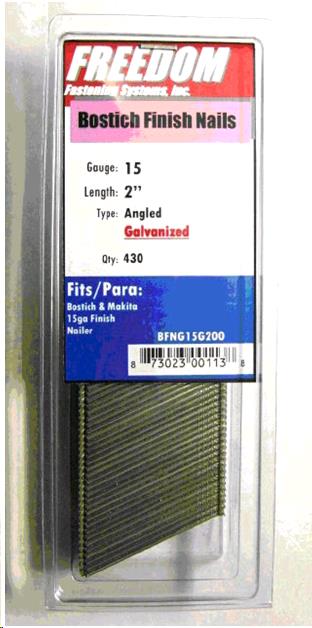 FREEDOM
Fastening Systems, Inc.
Bostich Finish Nails
Gauge: 15
Length: 2"
Type: Angled
Galvanized
Qty: 430
Fits/Para:
Bostich & Makita
15ga Finish
Nailer
BFNG15G200
8 73023 00113 8